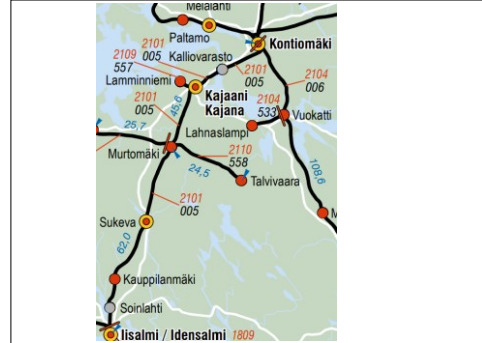 Melalahti
Paltamo
Kontiomäki
2101
005
Kalliovarasto
2109
557
Lamminniemi
2101
005
2104
006
Kajaani
Kajana
2101
005
45,6
2104
533
Vuokatti
Lahnaslampi
25,7
Murtomäki
2110
558
24,5
Talvivaara
108,6
M
2101
005
Sukeva
62,0
Kauppilanmäki
Soinlahti
Iisalmi / Idensalmi 1809